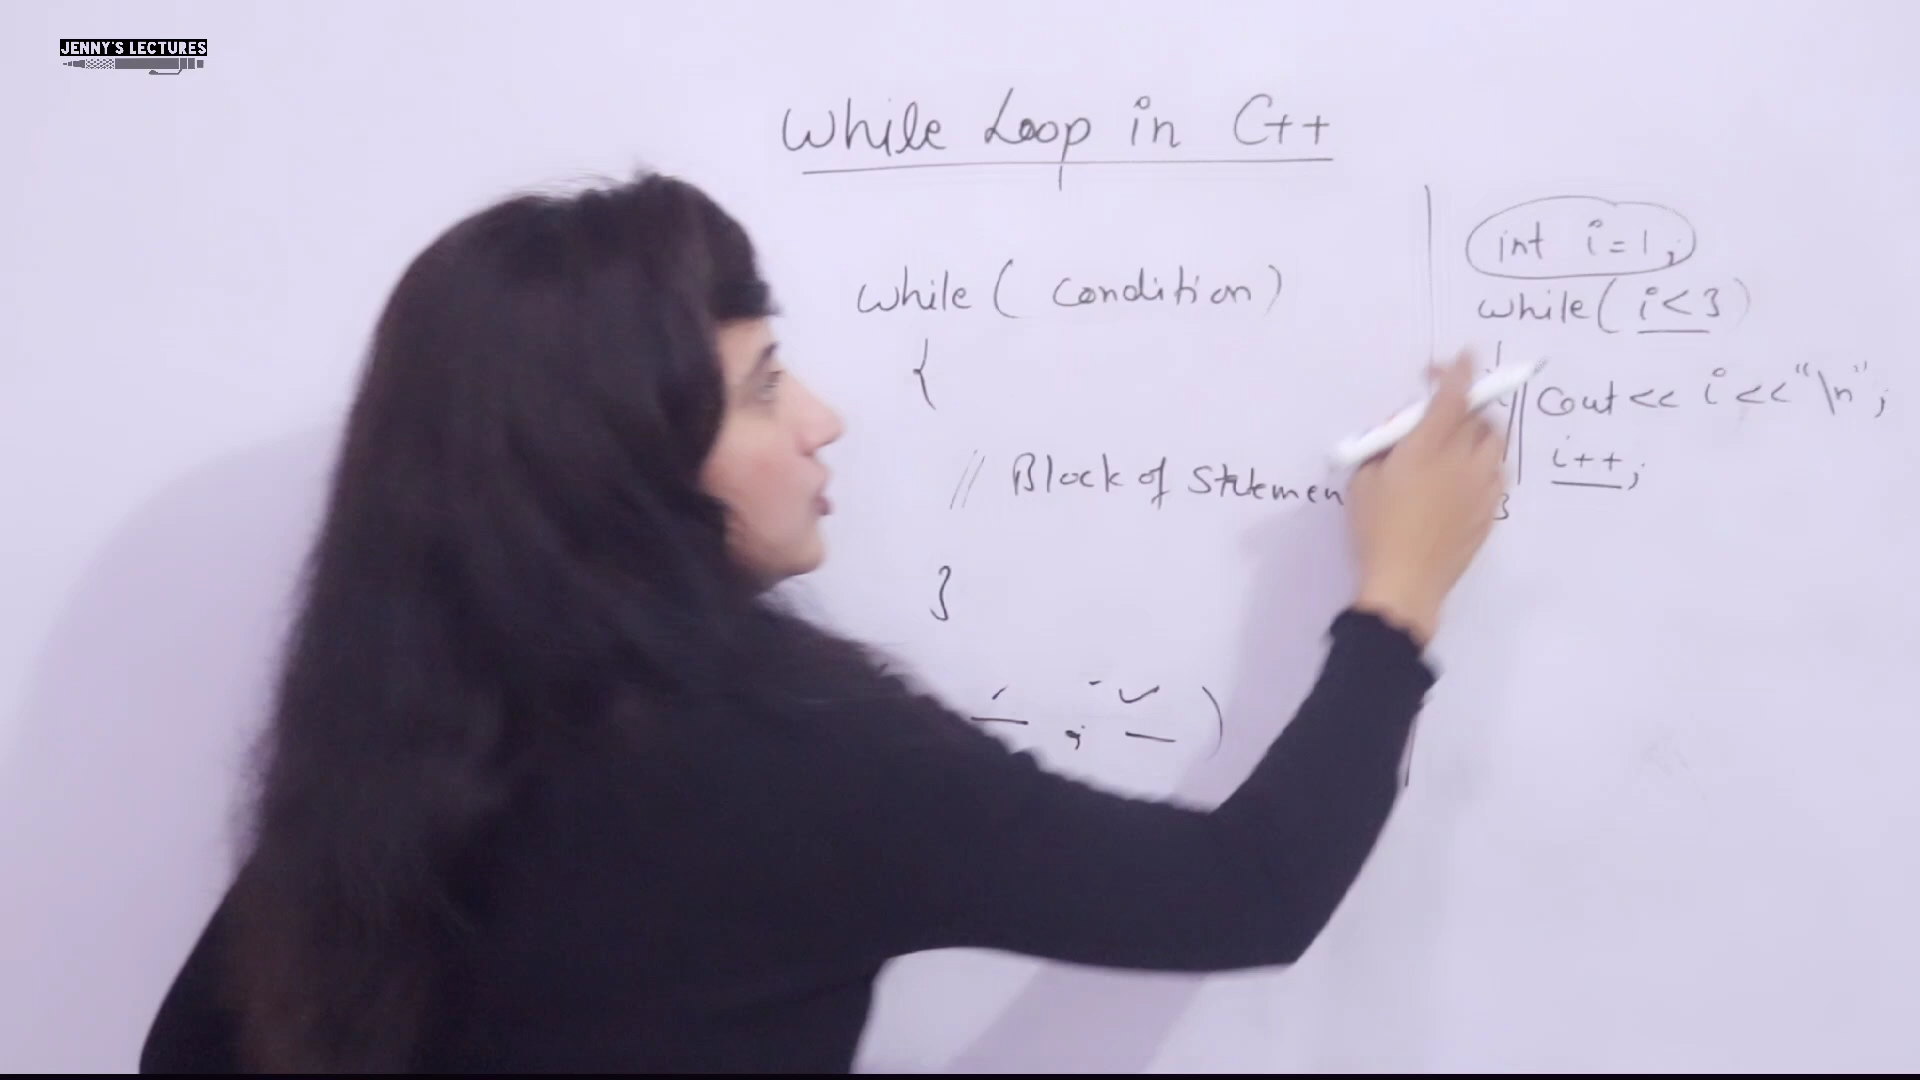 JENNY'S LECTURES
While Loop in C++
while ( condition )
{
// Block of Statemen
}
; )
int i = 1;
while ( i < 3 )
{
cout << i << "\n";
i++;
}